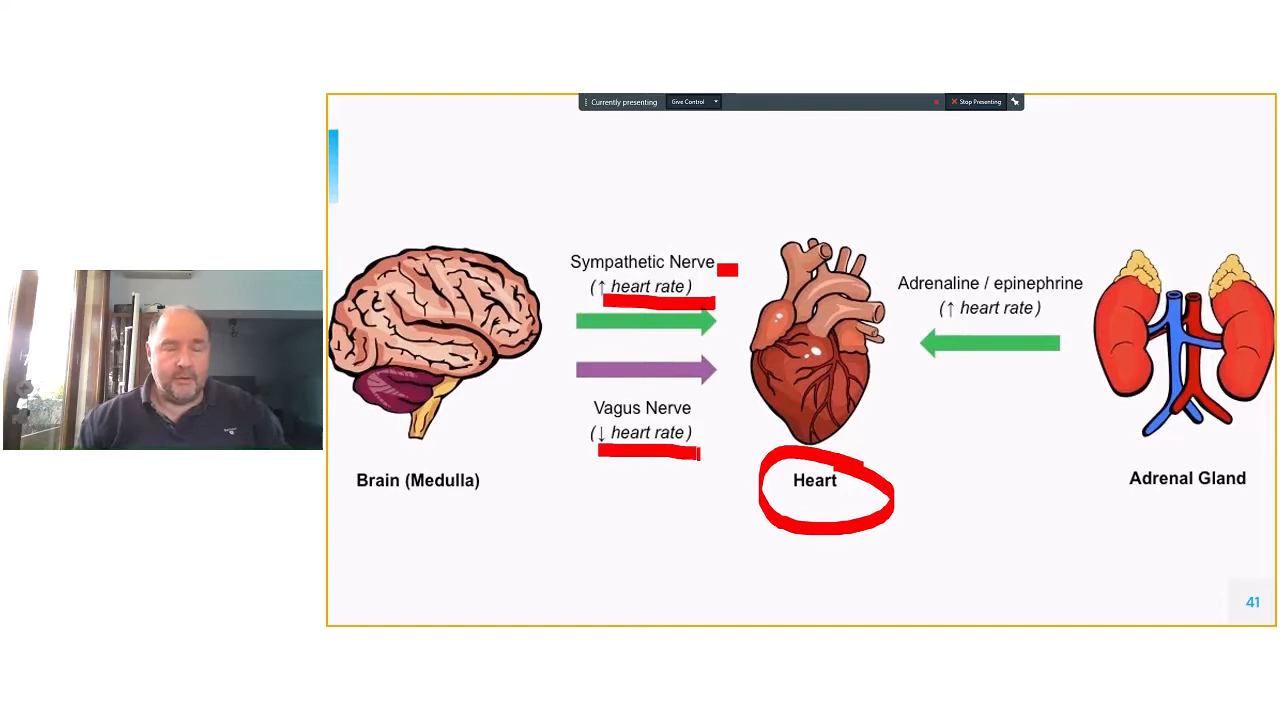 Currently presenting
Give Control
Stop Presenting
Sympathetic Nerve
(↑ heart rate)
Adrenaline / epinephrine
(↑ heart rate)
Vagus Nerve
(↓ heart rate)
Brain (Medulla)
Heart
Adrenal Gland
41